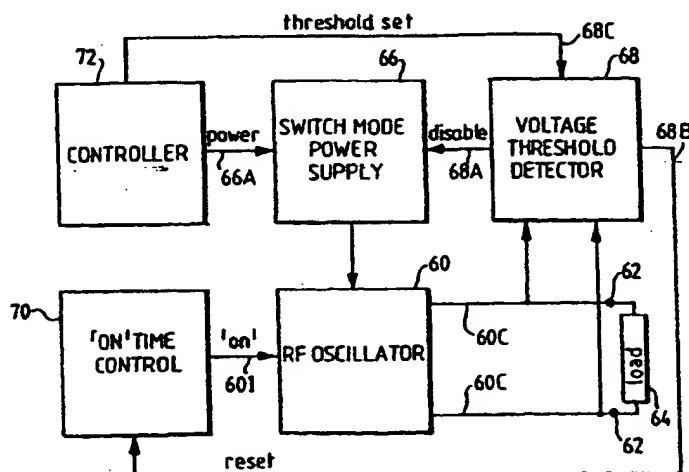 threshold set
68C
72
66
68
CONTROLLER
power
66A
SWITCH MODE
POWER
SUPPLY
disable
68A
VOLTAGE
THRESHOLD
DETECTOR
68B
70
60
62
'ON' TIME
CONTROL
'on'
601
RF OSCILLATOR
60C
load
60C
64
62
reset